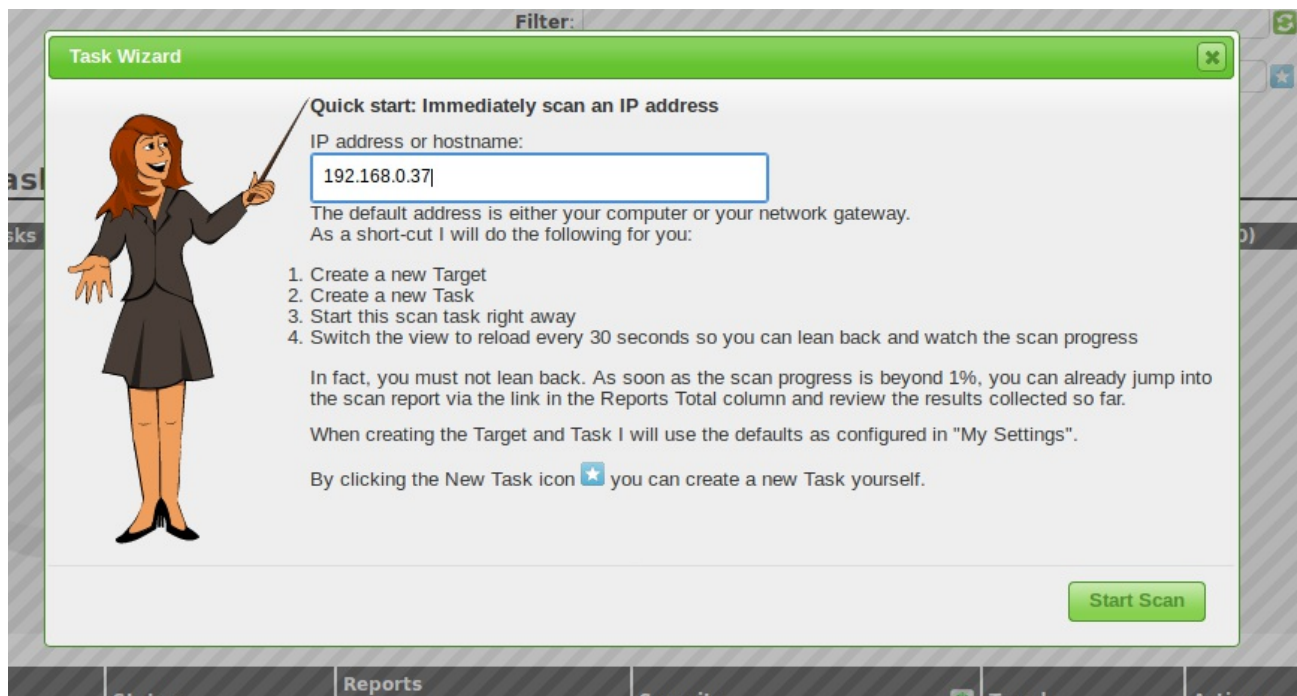 Filter:
Task Wizard
Quick start: Immediately scan an IP address
IP address or hostname:
192.168.0.37
The default address is either your computer or your network gateway.
As a short-cut I will do the following for you:
1. Create a new Target
2. Create a new Task
3. Start this scan task right away
4. Switch the view to reload every 30 seconds so you can lean back and watch the scan progress
In fact, you must not lean back. As soon as the scan progress is beyond 1%, you can already jump into
the scan report via the link in the Reports Total column and review the results collected so far.
When creating the Target and Task I will use the defaults as configured in "My Settings".
By clicking the New Task icon you can create a new Task yourself.
Start Scan
Reports